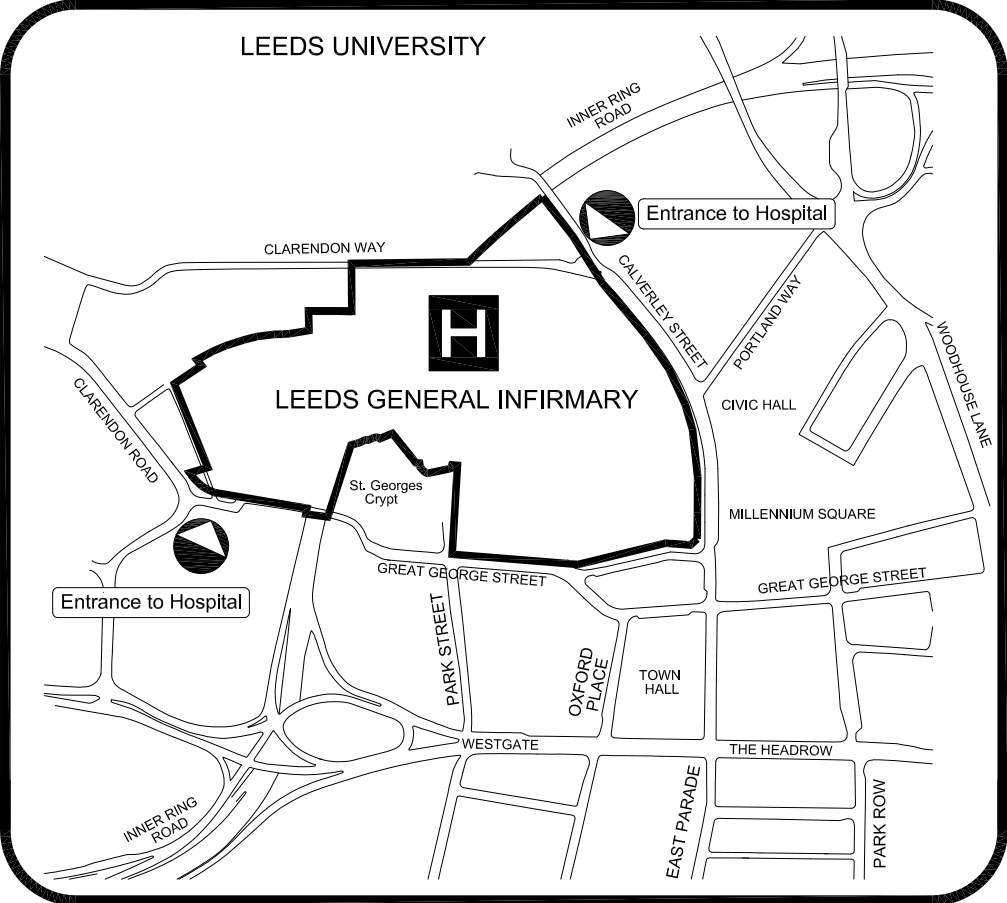 LEEDS UNIVERSITY
INNER RING
ROAD
Entrance to Hospital
CLARENDON WAY
CALVERLEY STREET
PORTLAND WAY
WOODHOUSE LANE
H
LEEDS GENERAL INFIRMARY
CIVIC HALL
CLARENDON ROAD
St. Georges
Crypt
MILLENNIUM SQUARE
GREAT GEORGE STREET
GREAT GEORGE STREET
Entrance to Hospital
PARK STREET
OXFORD
PLACE
TOWN
HALL
WESTGATE
THE HEADROW
INNER RING
ROAD
EAST PARADE
PARK ROW